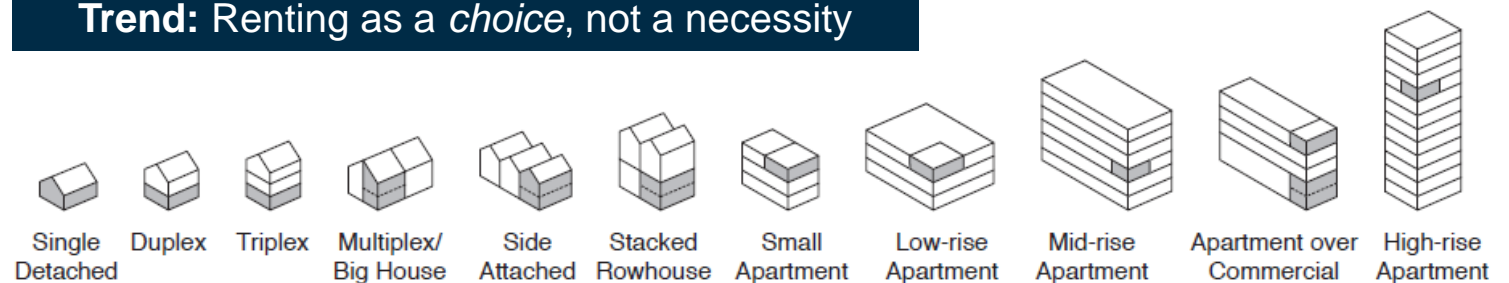 Trend: Renting as a choice, not a necessity
Single Detached
Duplex
Triplex
Multiplex/ Big House
Side Attached
Stacked Rowhouse
Small Apartment
Low-rise Apartment
Mid-rise Apartment
Apartment over Commercial
High-rise Apartment